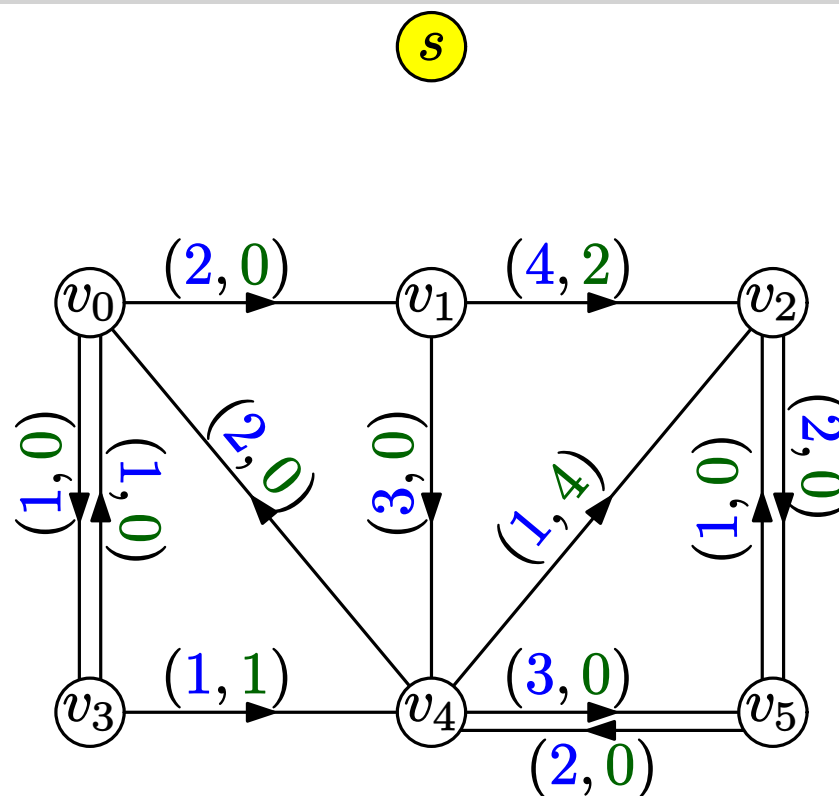 s
(2, 0)
(4, 2)
v0
v1
v2
(1, 0)
(1, 0)
(2, 0)
(3, 0)
(1, 4)
(1, 0)
(2, 0)
(1, 1)
(3, 0)
v3
v4
v5
(2, 0)